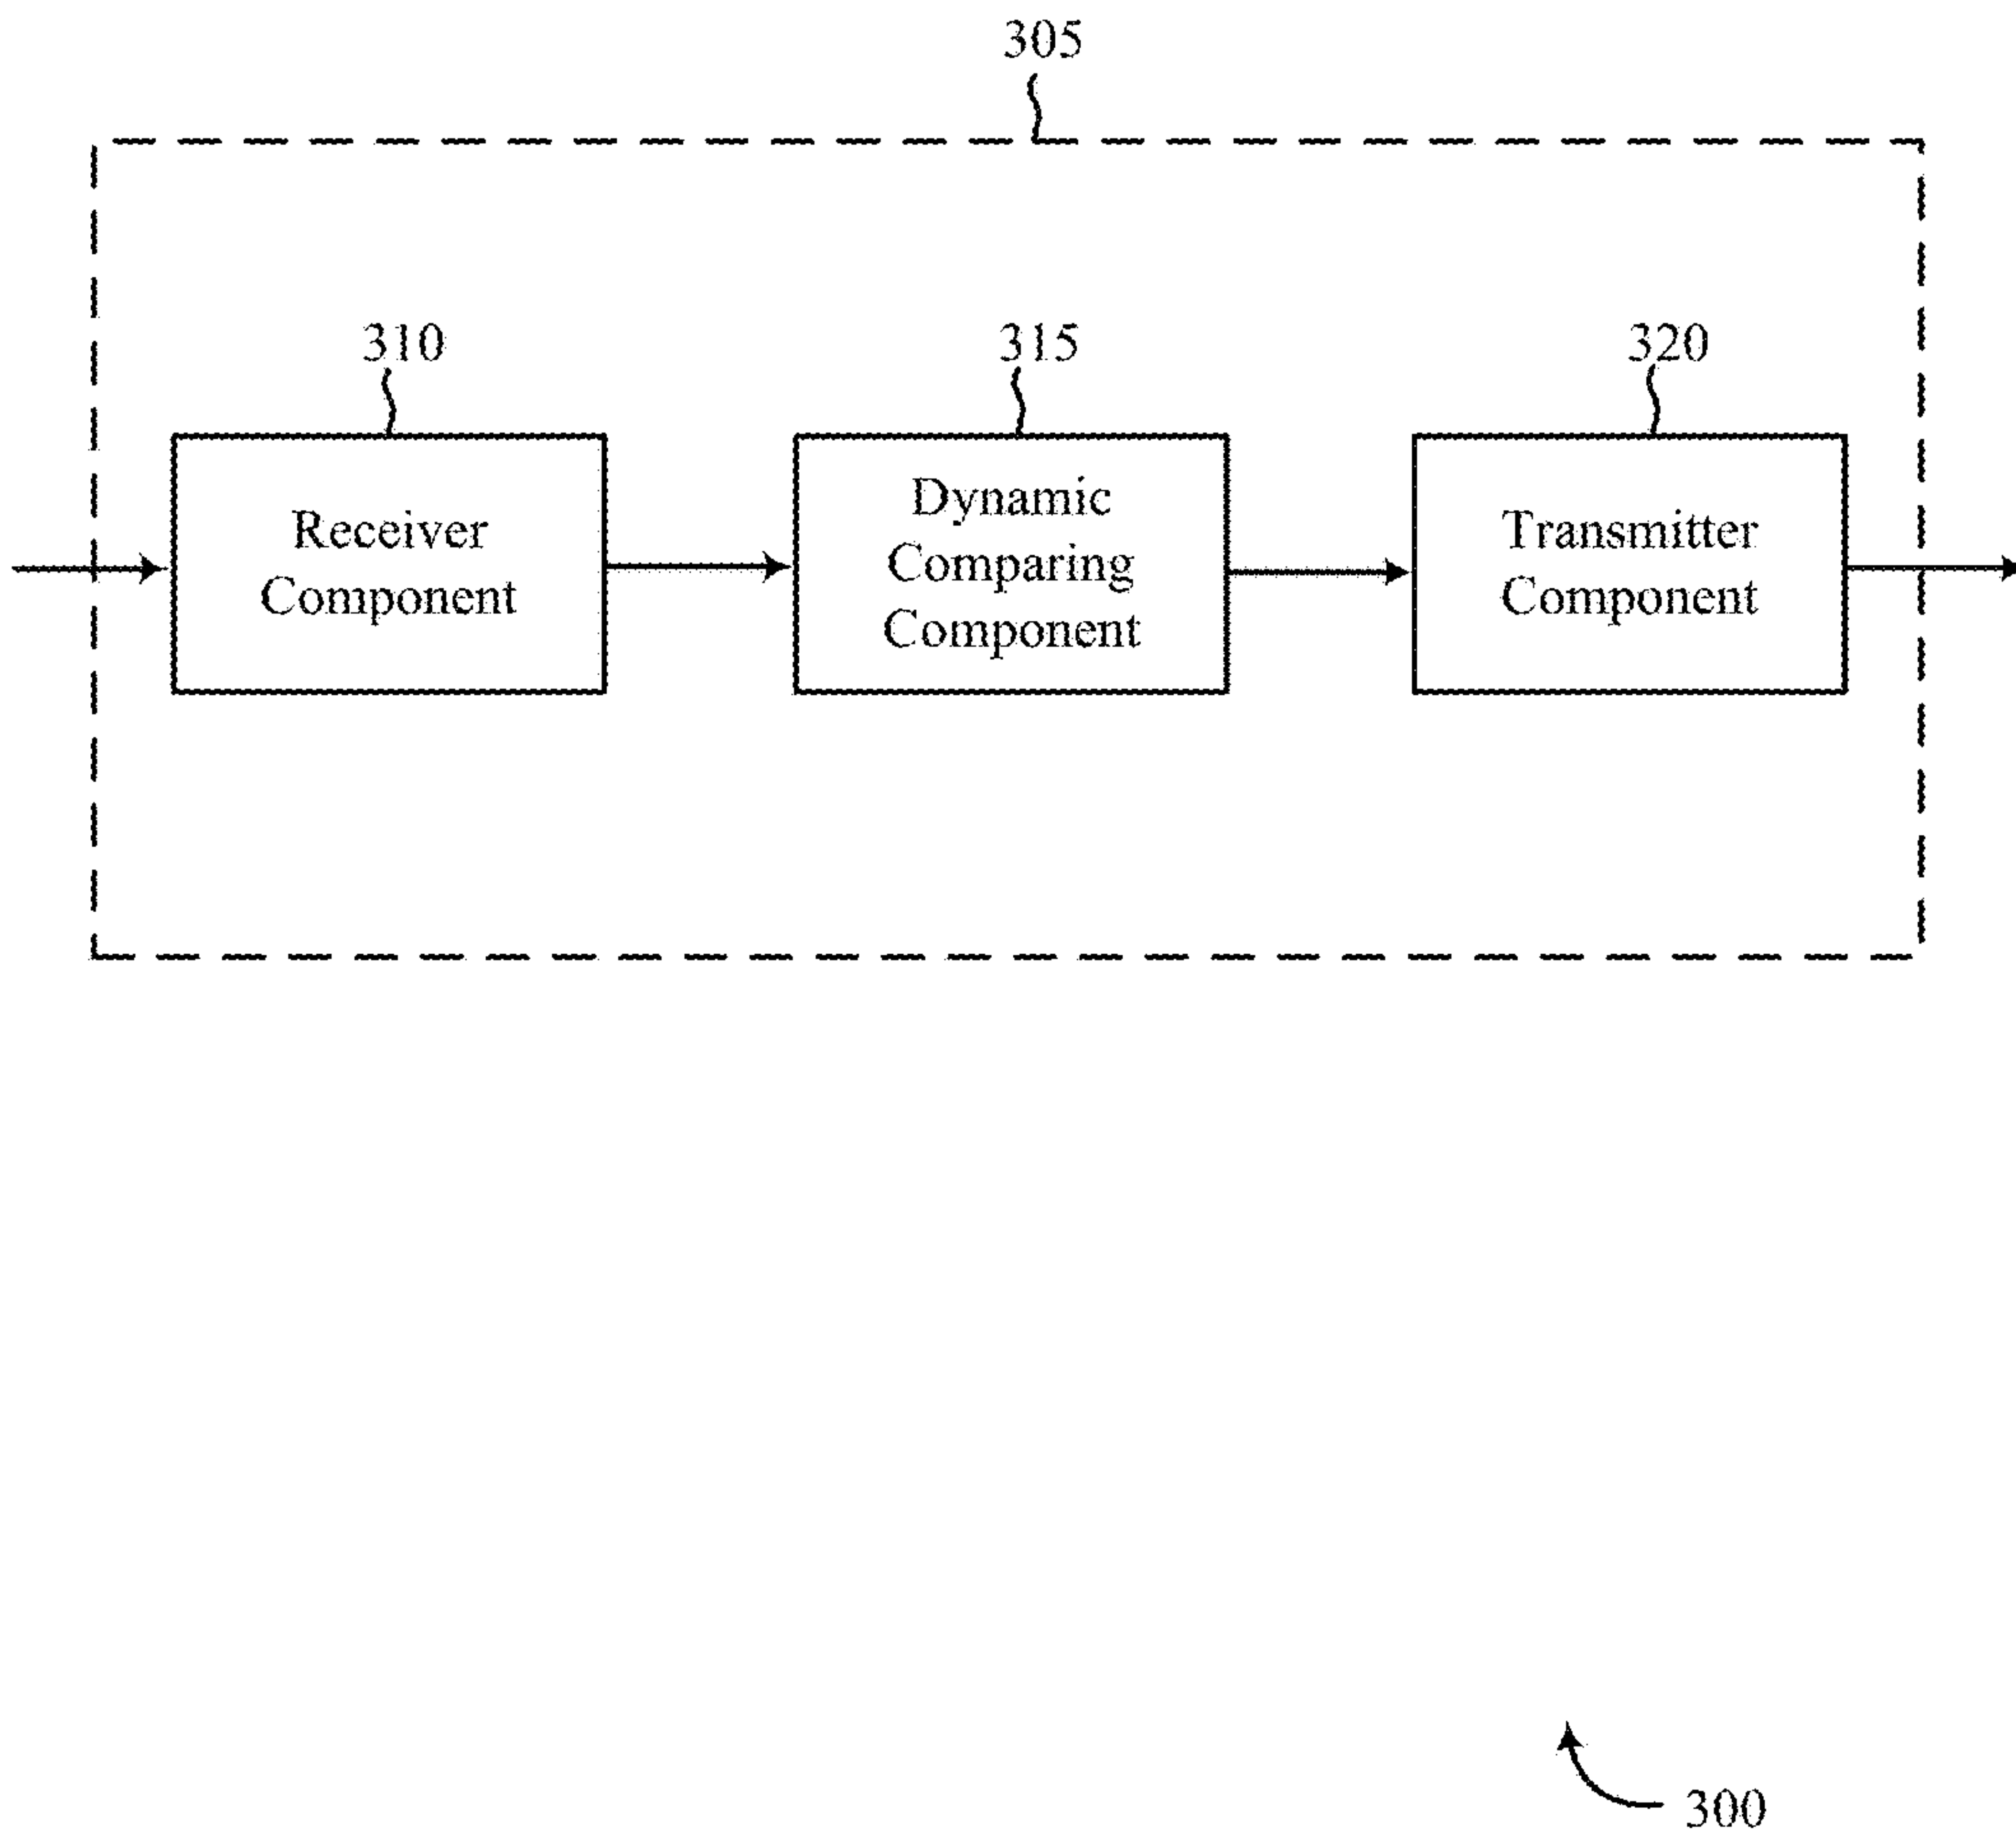 305
310
315
320
Receiver
Component
Dynamic
Comparing
Component
Transmitter
Component
300